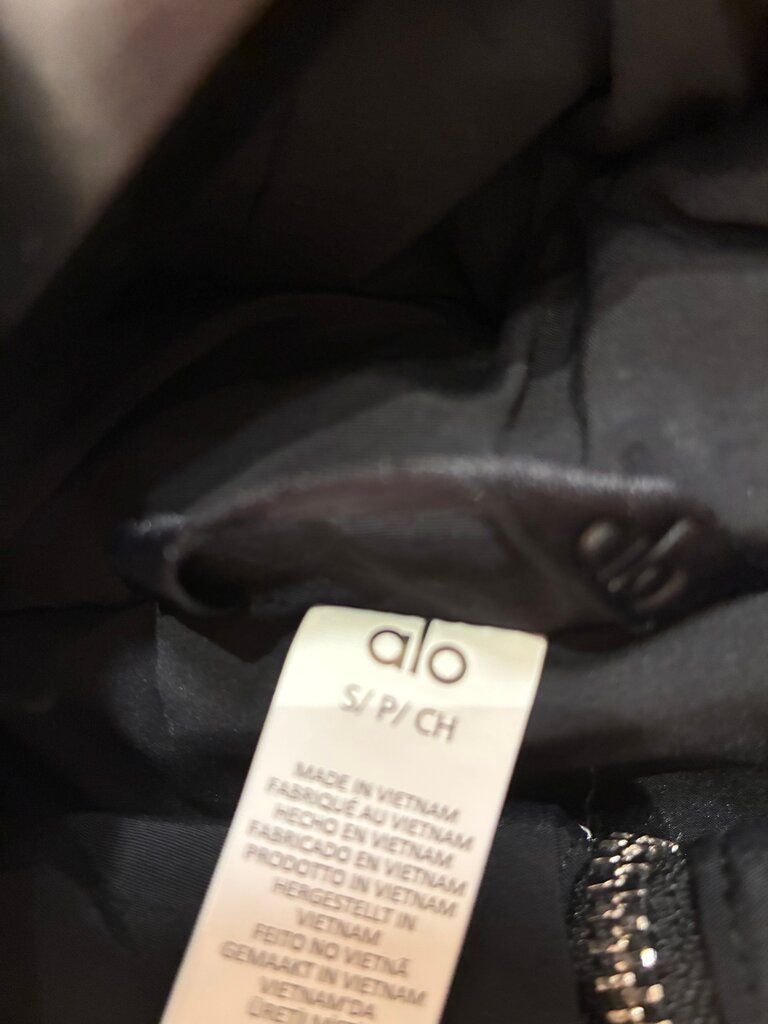 alo
alo
S/ P/ CH
MADE IN VIETNAM
FABRIQUÉ AU VIETNAM
HECHO EN VIETNAM
FABRICADO EN VIETNAM
PRODOTTO IN VIETNAM
HERGESTELLT IN
VIETNAM
FEITO NO VIETNÃ
GEMAAKT IN VIETNAM
VIETNAM'DA